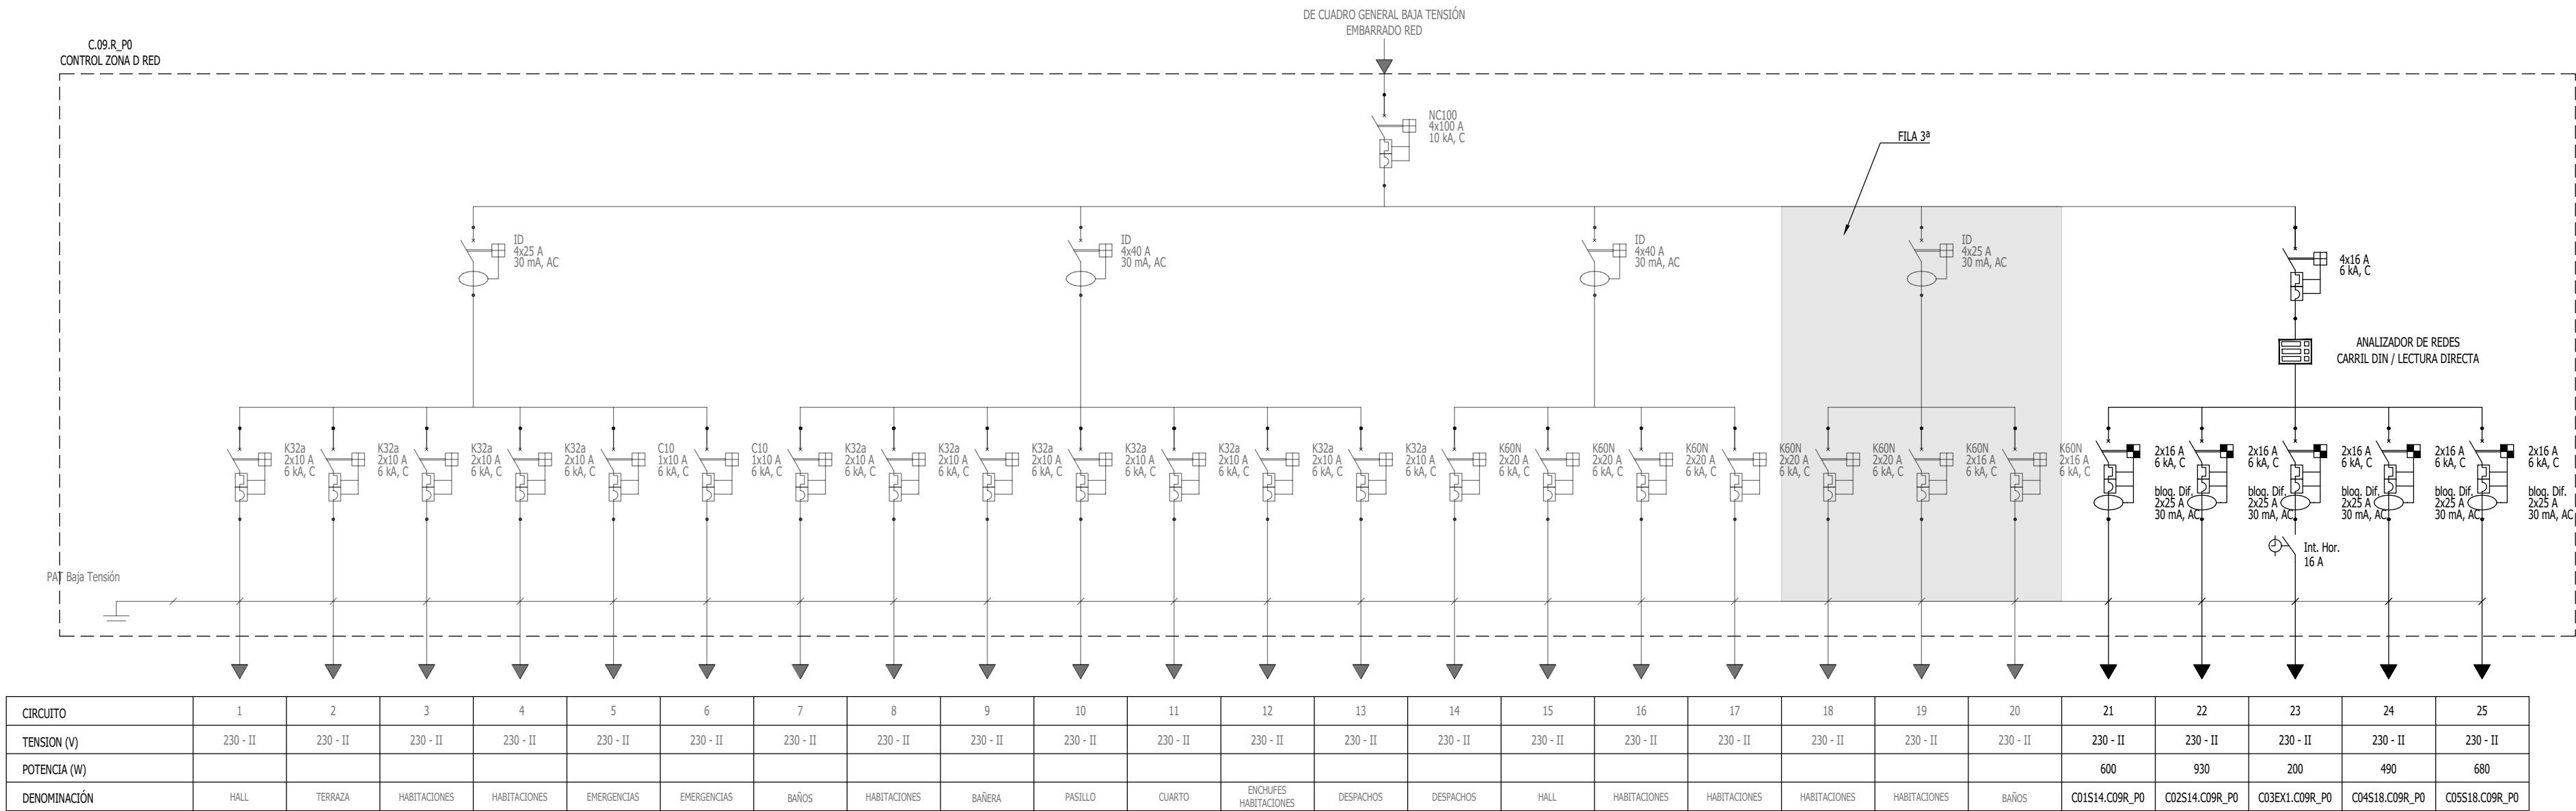 DE CUADRO GENERAL BAJA TENSIÓN
EMBARRADO RED
C.09.R_P0
CONTROL ZONA D RED
NC100
4x100 A
10 kA, C
FILA 3ª
ID
4x25 A
30 mA, AC
ID
4x40 A
30 mA, AC
ID
4x40 A
30 mA, AC
ID
4x25 A
30 mA, AC
4x16 A
6 kA, C
ANALIZADOR DE REDES
CARRIL DIN / LECTURA DIRECTA
K32a
2x10 A
6 kA, C
K32a
2x10 A
6 kA, C
K32a
2x10 A
6 kA, C
K32a
2x10 A
6 kA, C
C10
1x10 A
6 kA, C
C10
1x10 A
6 kA, C
K32a
2x10 A
6 kA, C
K32a
2x10 A
6 kA, C
K32a
2x10 A
6 kA, C
K32a
2x10 A
6 kA, C
K32a
2x10 A
6 kA, C
K32a
2x10 A
6 kA, C
K32a
2x10 A
6 kA, C
K60N
2x20 A
6 kA, C
K60N
2x20 A
6 kA, C
K60N
2x20 A
6 kA, C
K60N
2x20 A
6 kA, C
K60N
2x20 A
6 kA, C
K60N
2x16 A
6 kA, C
K60N
2x16 A
6 kA, C
2x16 A
6 kA, C
bloq. Dif.
2x25 A
30 mA, AC
2x16 A
6 kA, C
bloq. Dif.
2x25 A
30 mA, AC
2x16 A
6 kA, C
bloq. Dif.
2x25 A
30 mA, AC
2x16 A
6 kA, C
bloq. Dif.
2x25 A
30 mA, AC
2x16 A
6 kA, C
bloq. Dif.
2x25 A
30 mA, AC
Int. Hor.
16 A
PAT Baja Tensión
CIRCUITO 1 2 3 4 5 6 7 8 9 10 11 12 13 14 15 16 17 18 19 20 21 22 23 24 25
TENSION (V) 230 - II 230 - II 230 - II 230 - II 230 - II 230 - II 230 - II 230 - II 230 - II 230 - II 230 - II 230 - II 230 - II 230 - II 230 - II 230 - II 230 - II 230 - II 230 - II 230 - II 230 - II 230 - II 230 - II 230 - II 230 - II
POTENCIA (W) 600 930 200 490 680
DENOMINACIÓN HALL TERRAZA HABITACIONES HABITACIONES EMERGENCIAS EMERGENCIAS BAÑOS HABITACIONES BAÑERA PASILLO CUARTO ENCHUFES HABITACIONES DESPACHOS DESPACHOS HALL HABITACIONES HABITACIONES HABITACIONES HABITACIONES BAÑOS C01S14.C09R_P0 C02S14.C09R_P0 C03EX1.C09R_P0 C04S18.C09R_P0 C05S18.C09R_P0